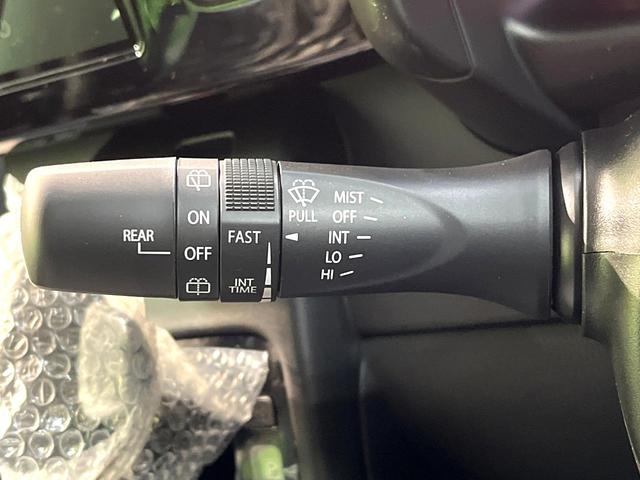 REAR
ON
OFF
FAST
INT
TIME
PULL
MIST
OFF
INT
LO
HI